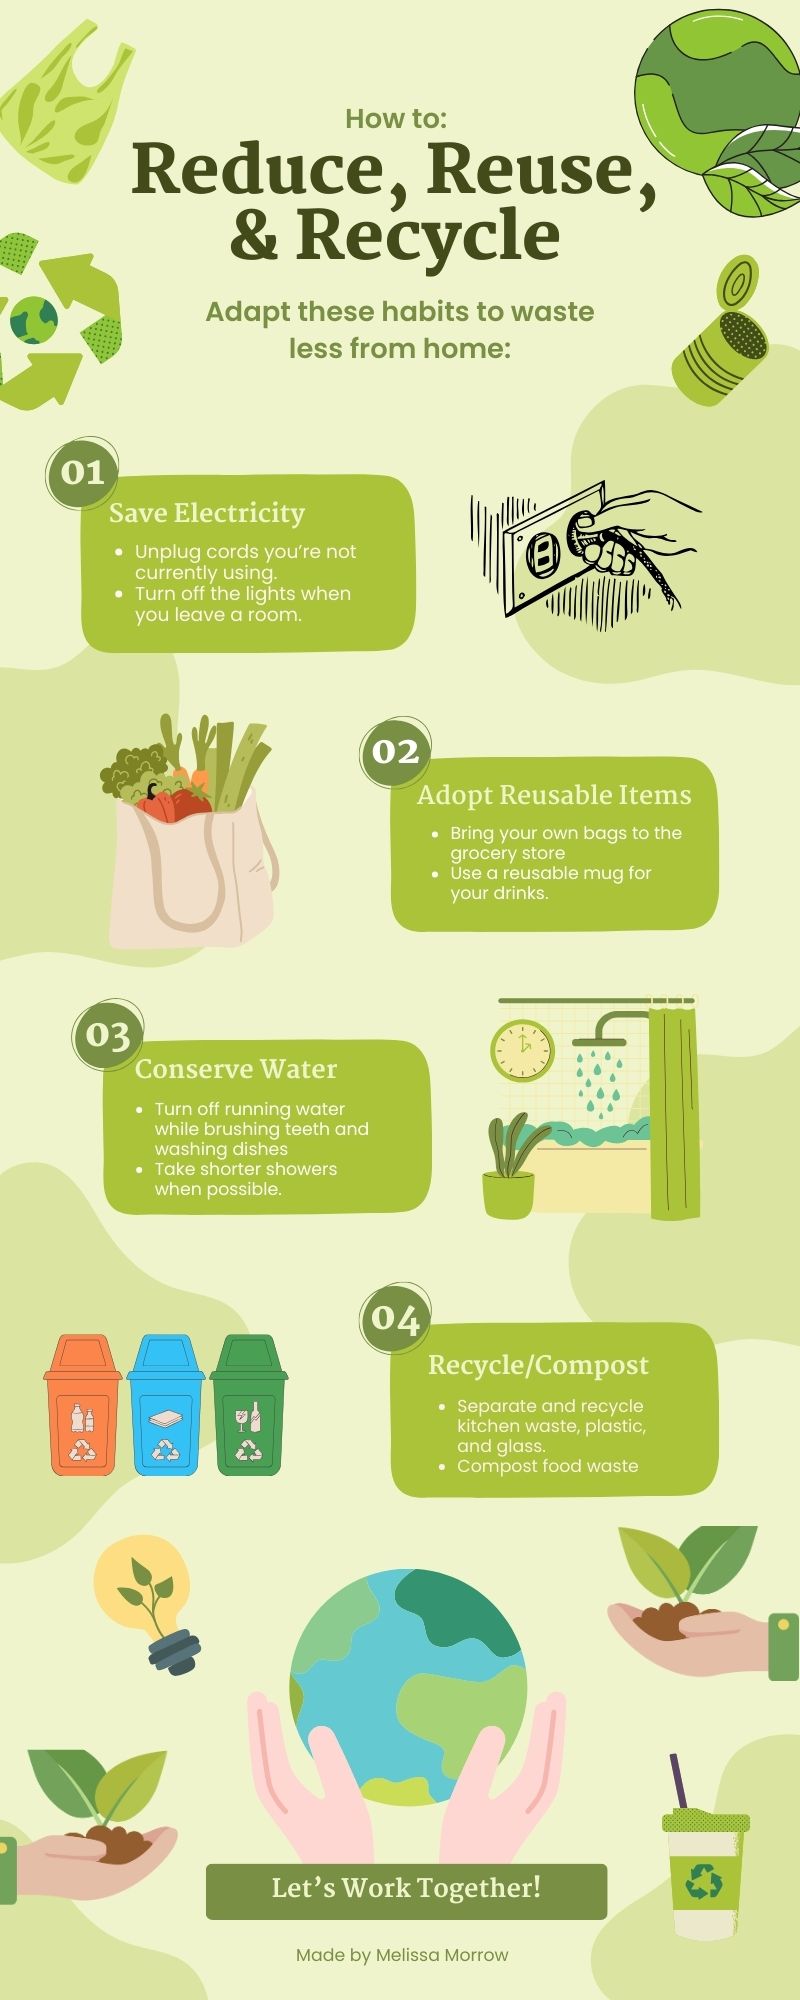 How to:
Reduce, Reuse,
& Recycle
Adapt these habits to waste
less from home:
01
Save Electricity
• Unplug cords you're not
currently using.
• Turn off the lights when
you leave a room.
02
Adopt Reusable Items
• Bring your own bags to the
grocery store
• Use a reusable mug for
your drinks.
03
Conserve Water
• Turn off running water
while brushing teeth and
washing dishes
• Take shorter showers
when possible.
04
Recycle/Compost
• Separate and recycle
kitchen waste, plastic,
and glass.
• Compost food waste
Let's Work Together!
Made by Melissa Morrow